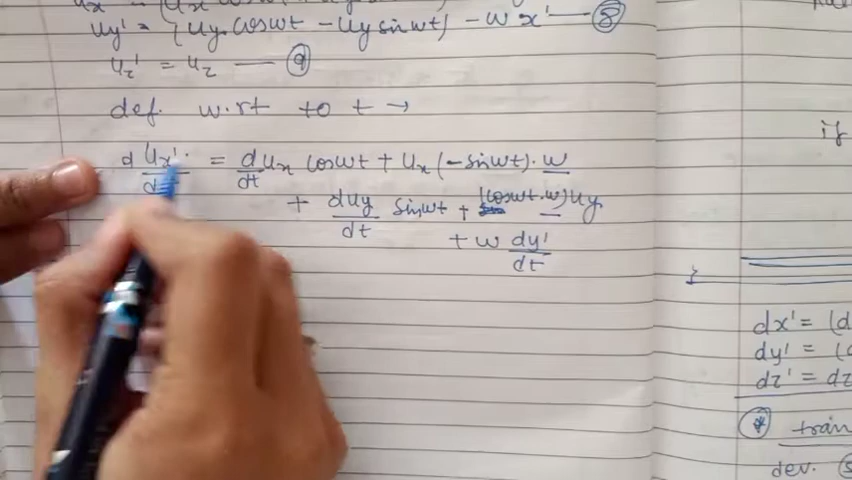 uy' = (uy coswt - uy sinwt) - w x' — ⑧
uz' = uz — ⑨
def. w.r.t to t →
d ux' / dt = dux / dt coswt + ux (-sinwt). w
+ duy / dt sinwt + (coswt.w) uy
+ w dy' / dt
if
dx' = (d
dy' = (
dz' = dz
tran
dev. (